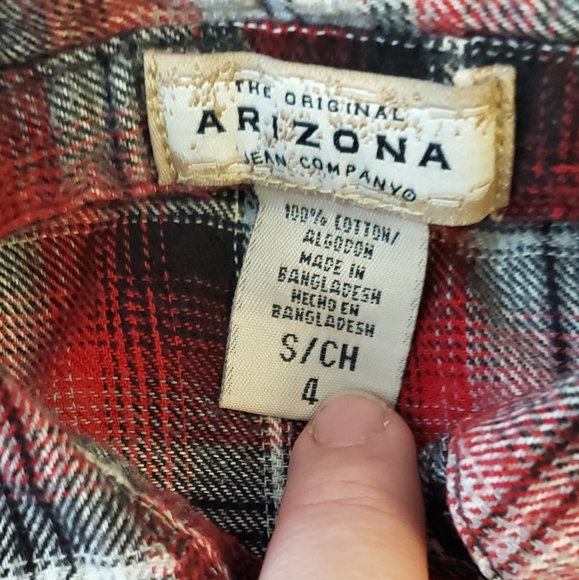 THE ORIGINAL
ARIZONA
JEAN COMPANY®
100% COTTON/
ALGODON
MADE IN
BANGLADESH
HECHO EN
BANGLADESH
S/CH
4